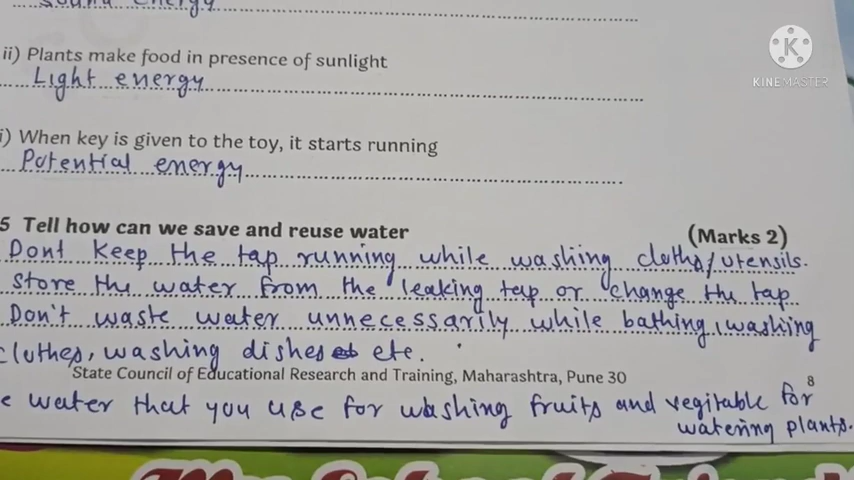 Sound energy
ii) Plants make food in presence of sunlight
Light energy
KINEMASTER
i) When key is given to the toy, it starts running
Potential energy
5 Tell how can we save and reuse water (Marks 2)
Dont keep the tap running while washing cloths/utensils.
Store the water from the leaking tap or change the tap
Don't waste water unnecessarily while bathing, washing
clothes, washing dishes etc.
State Council of Educational Research and Training, Maharashtra, Pune 30 8
e water that you use for washing fruits and vegitable for
watering plants.